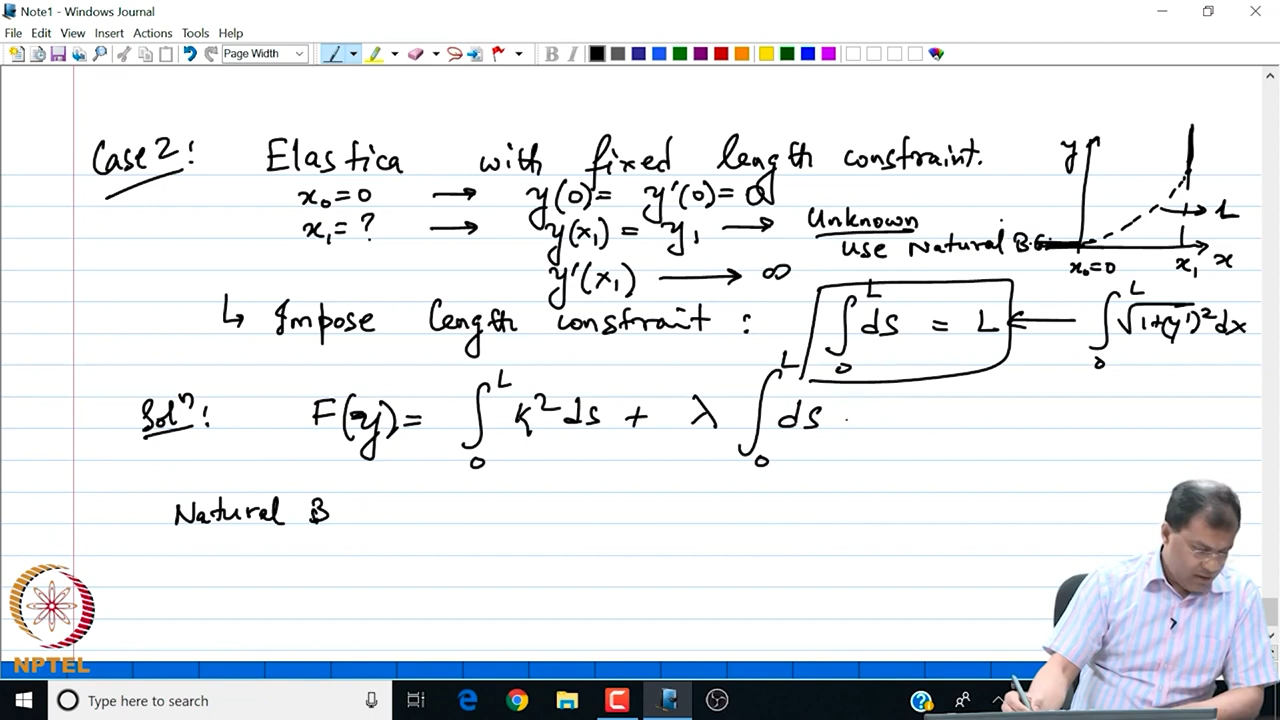 Note1 - Windows Journal
File Edit View Insert Actions Tools Help
Page Width
B I
Case 2: Elastica with fixed length constraint.
x₀=0 → y(0)= y'(0)=0
x₁=? → y(x₁) = y₁ → Unknown
Use Natural B.C.
y'(x₁) → ∞
y
L
x₀=0 x₁ x
↳ Impose length constrait : ∫₀ᴸ ds = L ← ∫₀ᴸ √1+(y')² dx
Solⁿ: F(y)= ∫₀ᴸ K² ds + λ ∫₀ᴸ ds
Natural B
NPTEL
Type here to search